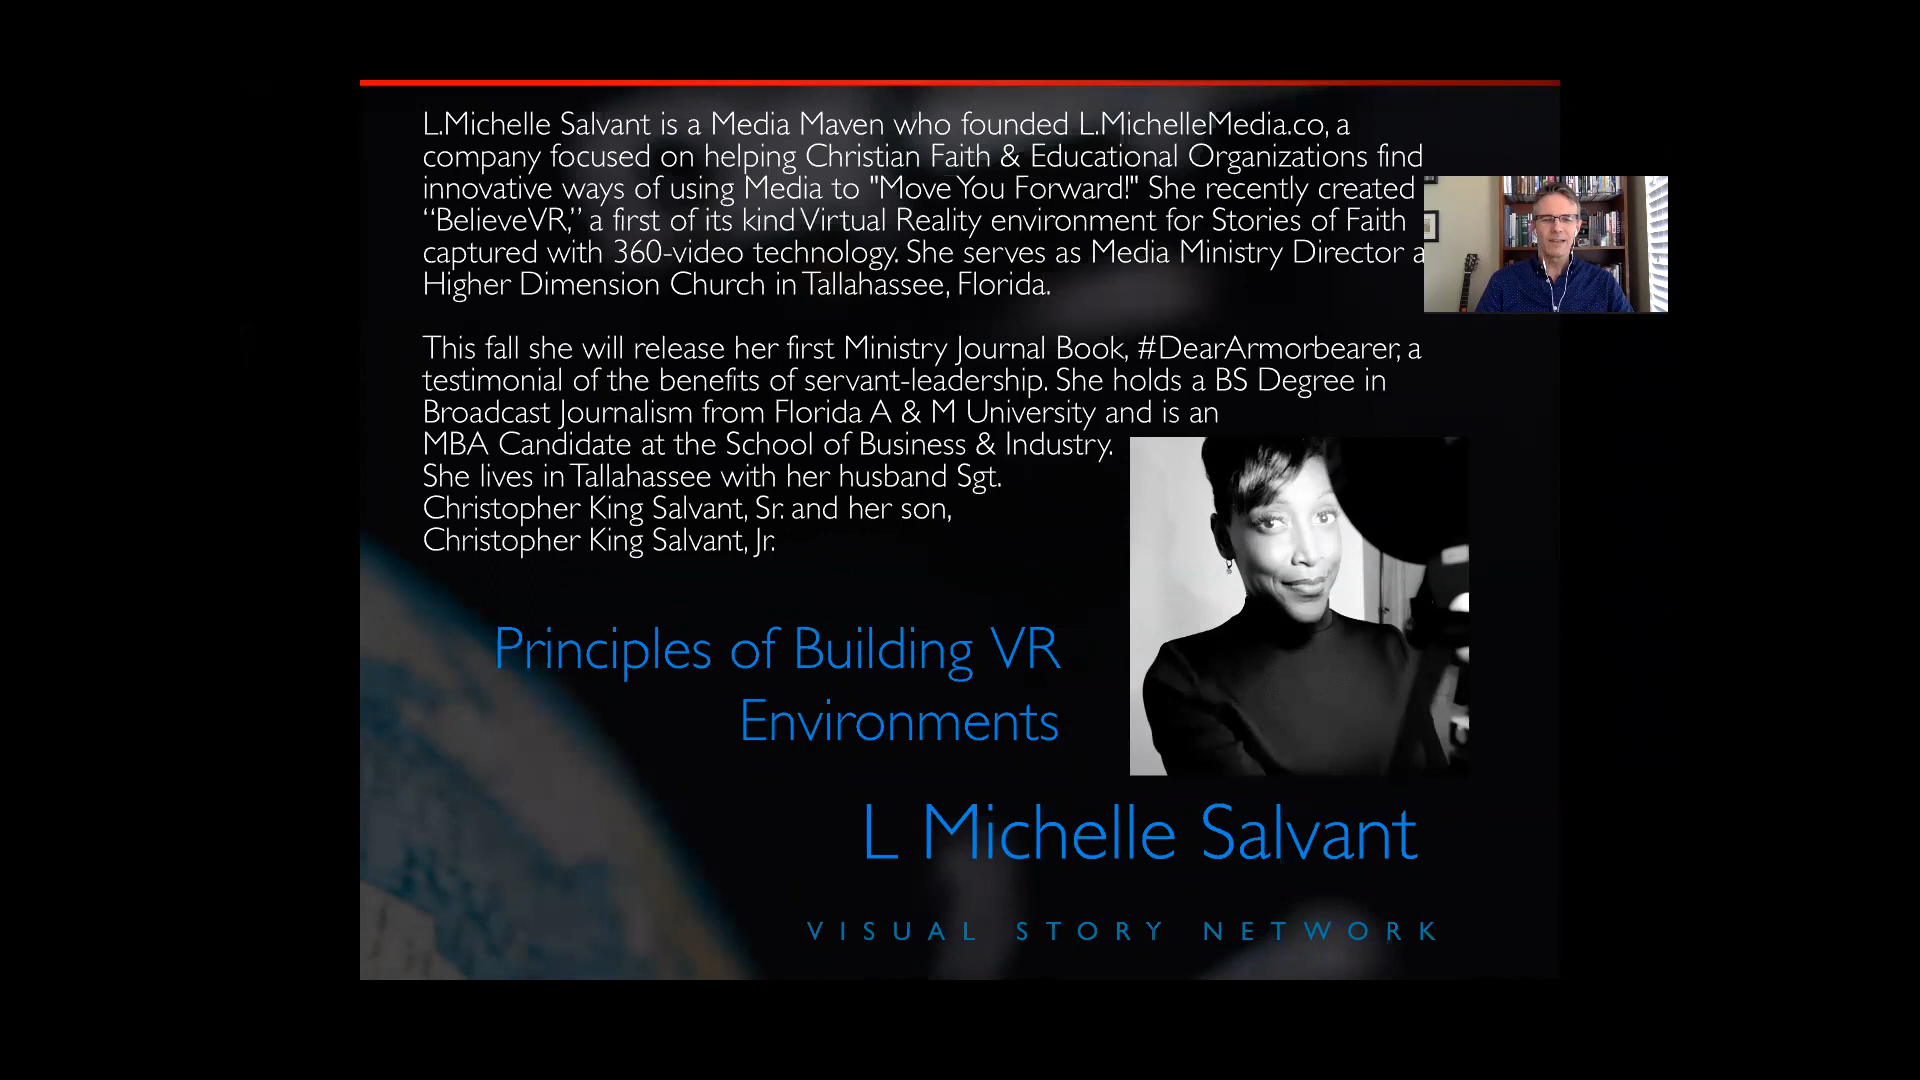 L.Michelle Salvant is a Media Maven who founded L.MichelleMedia.co, a
company focused on helping Christian Faith & Educational Organizations find
innovative ways of using Media to "Move You Forward!" She recently created
“BelieveVR,” a first of its kind Virtual Reality environment for Stories of Faith
captured with 360-video technology. She serves as Media Ministry Director
Higher Dimension Church in Tallahassee, Florida.
This fall she will release her first Ministry Journal Book, #DearArmorbearer, a
testimonial of the benefits of servant-leadership. She holds a BS Degree in
Broadcast Journalism from Florida A & M University and is an
MBA Candidate at the School of Business & Industry.
She lives in Tallahassee with her husband Sgt.
Christopher King Salvant, Sr. and her son,
Christopher King Salvant, Jr.
Principles of Building VR
Environments
L Michelle Salvant
VISUAL STORY NETWORK